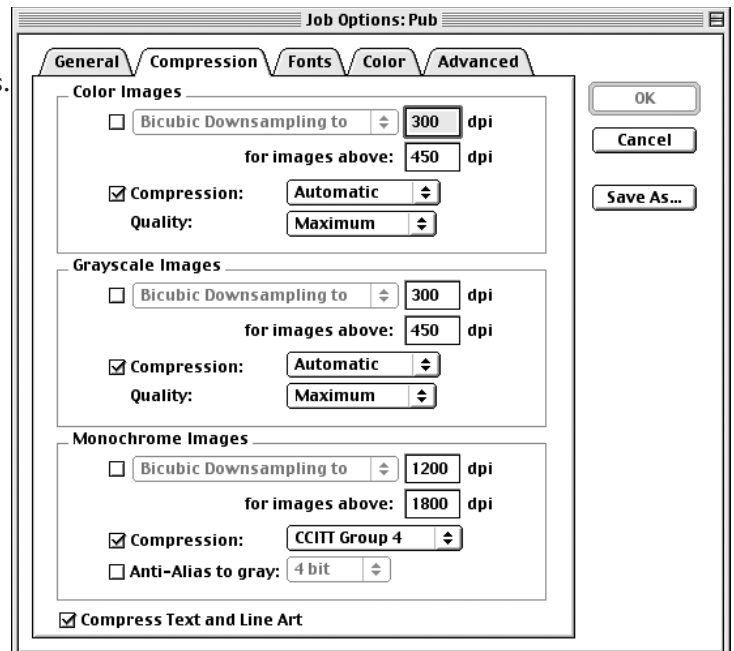 Job Options: Pub
s.
General Compression Fonts Color Advanced
Color Images
Bicubic Downsampling to 300 dpi
for images above: 450 dpi
Compression: Automatic
Quality: Maximum
Grayscale Images
Bicubic Downsampling to 300 dpi
for images above: 450 dpi
Compression: Automatic
Quality: Maximum
Monochrome Images
Bicubic Downsampling to 1200 dpi
for images above: 1800 dpi
Compression: CCITT Group 4
Anti-Alias to gray: 4 bit
Compress Text and Line Art
OK
Cancel
Save As...